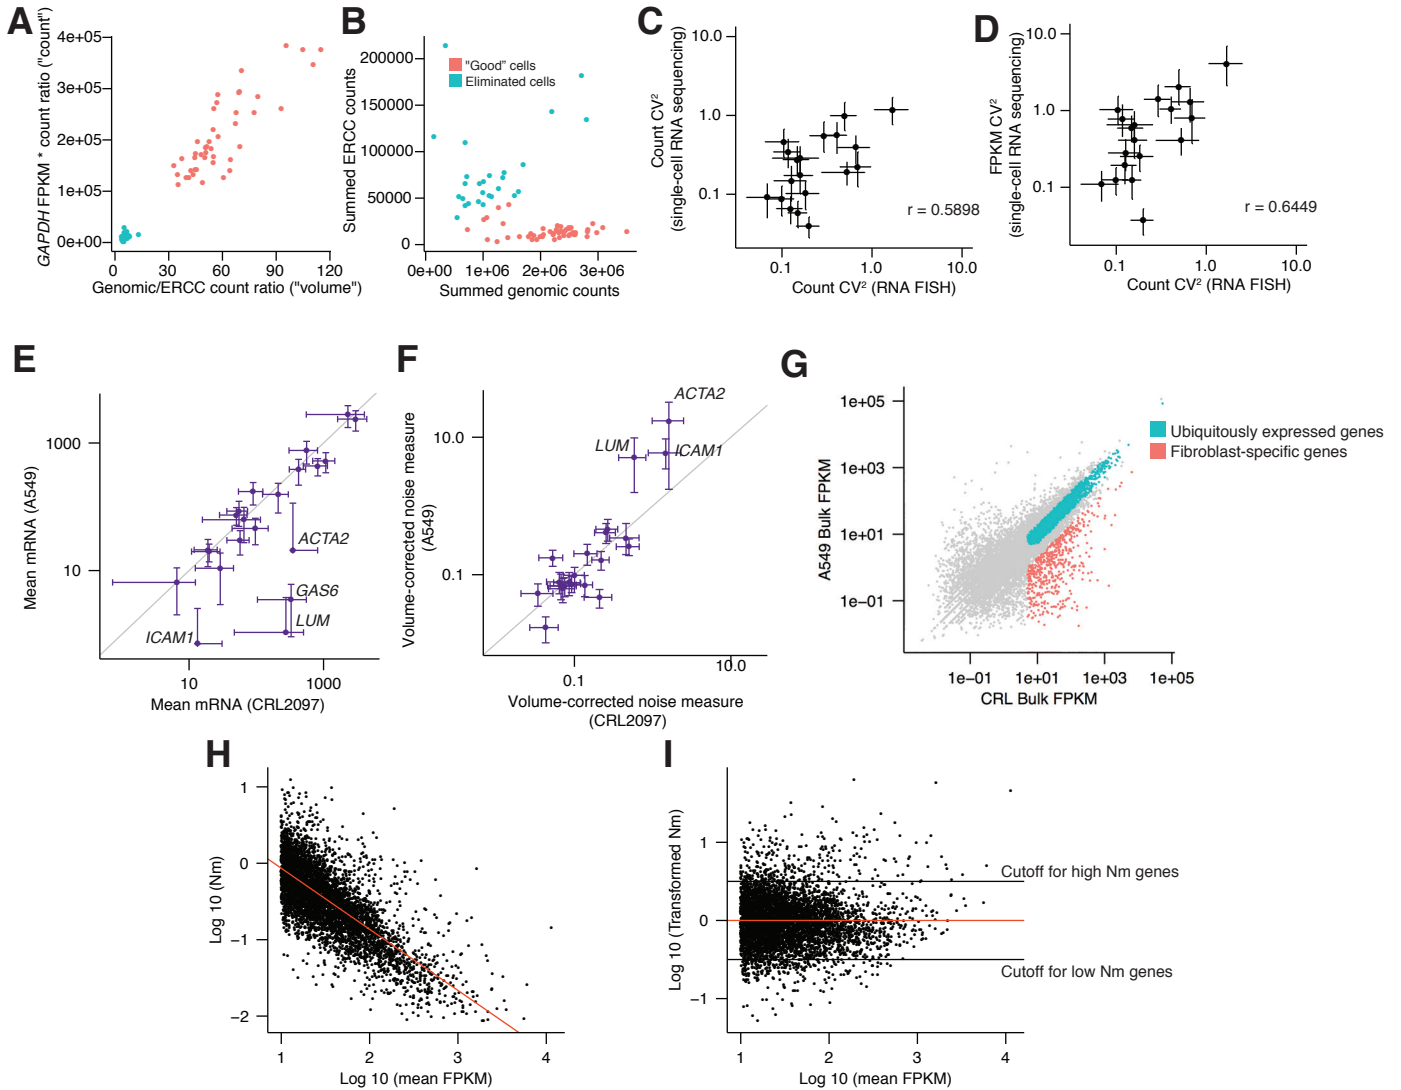 A
GAPDH FPKM * count ratio ("count")
4e+05
3e+05
2e+05
1e+05
0e+00
0 30 60 90 120
Genomic/ERCC count ratio ("volume")
B
Summed ERCC counts
200000
150000
100000
50000
0
"Good" cells
Eliminated cells
0e+00 1e+06 2e+06 3e+06
Summed genomic counts
C
Count CV²
(single-cell RNA sequencing)
10.0
1.0
0.1
r = 0.5898
0.1 1.0 10.0
Count CV² (RNA FISH)
D
FPKM CV²
(single-cell RNA sequencing)
10.0
1.0
0.1
r = 0.6449
0.1 1.0 10.0
Count CV² (RNA FISH)
E
Mean mRNA (A549)
1000
10
ACTA2
GAS6
LUM
ICAM1
10 1000
Mean mRNA (CRL2097)
F
Volume-corrected noise measure
(A549)
10.0
0.1
ACTA2
LUM
ICAM1
0.1 10.0
Volume-corrected noise measure
(CRL2097)
G
A549 Bulk FPKM
1e+05
1e+03
1e+01
1e−01
Ubiquitously expressed genes
Fibroblast-specific genes
1e−01 1e+01 1e+03 1e+05
CRL Bulk FPKM
H
Log 10 (Nm)
1
0
−1
−2
1 2 3 4
Log 10 (mean FPKM)
I
Log 10 (Transformed Nm)
1
0
−1
Cutoff for high Nm genes
Cutoff for low Nm genes
1 2 3 4
Log 10 (mean FPKM)